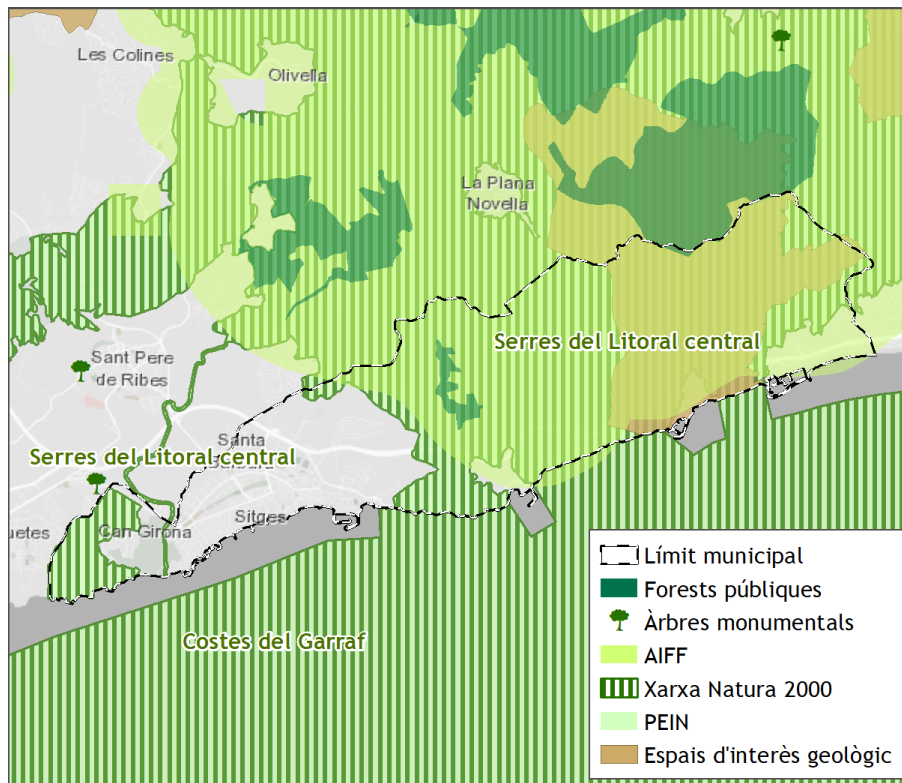 Les Colines
Olivella
La Plana
Novella
Serres del Litoral central
Sant Pere
de Ribes
Santa
Serres del Litoral central
Can Girona
Sitges
Costes del Garraf
Límit municipal
Forests públiques
Àrbres monumentals
AIFF
Xarxa Natura 2000
PEIN
Espais d'interès geològic